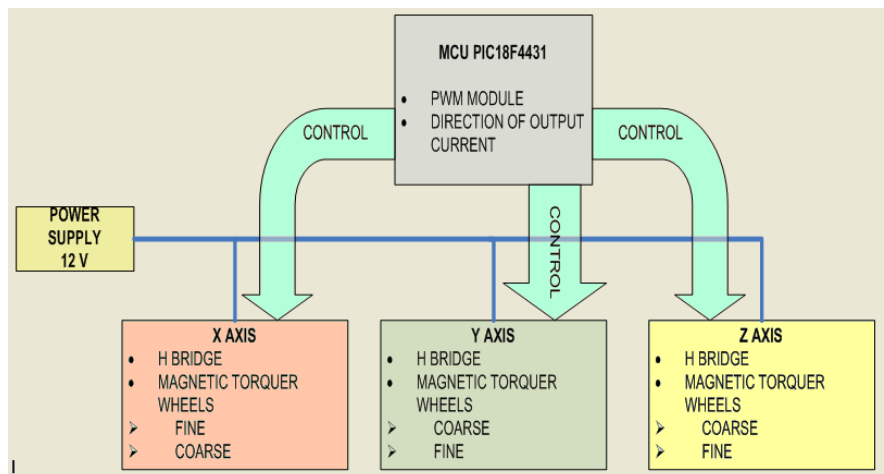 MCU PIC18F4431
• PWM MODULE
• DIRECTION OF OUTPUT
CURRENT
CONTROL
CONTROL
CONTROL
POWER
SUPPLY
12 V
X AXIS
• H BRIDGE
• MAGNETIC TORQUER
WHEELS
➢ FINE
➢ COARSE
Y AXIS
• H BRIDGE
• MAGNETIC TORQUER
WHEELS
➢ COARSE
➢ FINE
Z AXIS
• H BRIDGE
• MAGNETIC TORQUER
WHEELS
➢ COARSE
➢ FINE